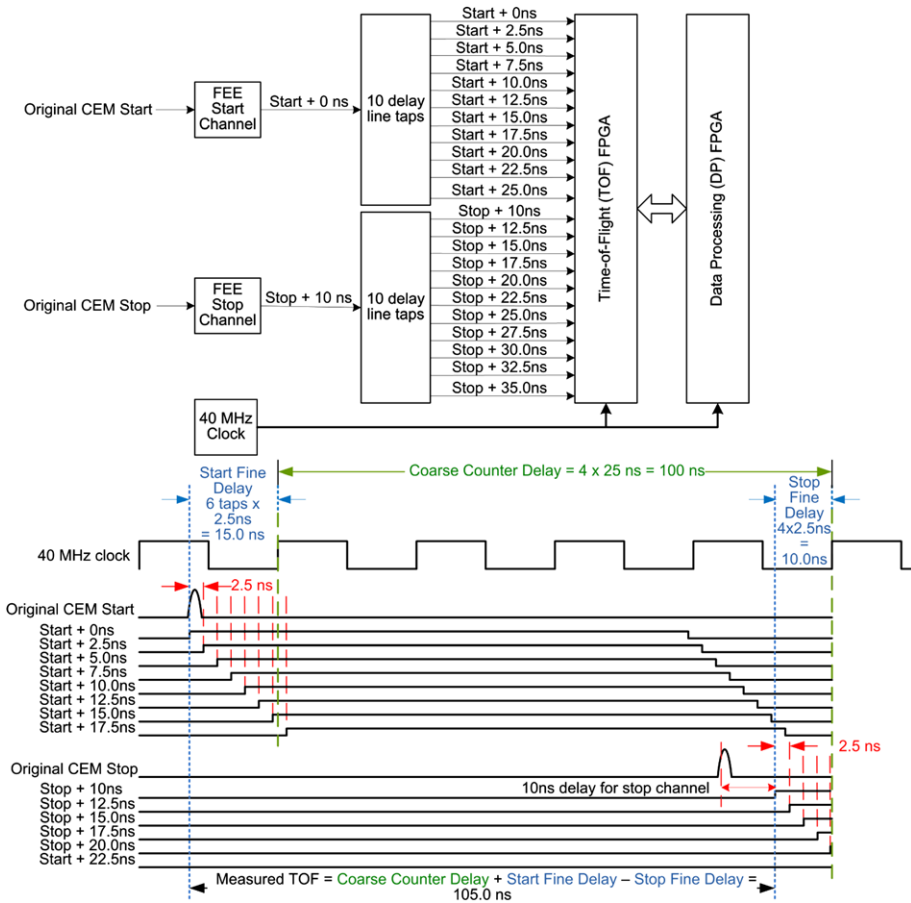 Start + 0ns
Start + 2.5ns
Start + 5.0ns
Start + 7.5ns
Start + 10.0ns
Start + 12.5ns
Start + 15.0ns
Start + 17.5ns
Start + 20.0ns
Start + 22.5ns
Start + 25.0ns
Original CEM Start
FEE
Start
Channel
Start + 0 ns
10 delay
line taps
Stop + 10ns
Stop + 12.5ns
Stop + 15.0ns
Stop + 17.5ns
Stop + 20.0ns
Stop + 22.5ns
Stop + 25.0ns
Stop + 27.5ns
Stop + 30.0ns
Stop + 32.5ns
Stop + 35.0ns
Original CEM Stop
FEE
Stop
Channel
Stop + 10 ns
10 delay
line taps
Time-of-Flight (TOF) FPGA
Data Processing (DP) FPGA
40 MHz
Clock
Start Fine
Delay
6 taps x
2.5ns
= 15.0 ns
Coarse Counter Delay = 4 x 25 ns = 100 ns
Stop
Fine
Delay
4x2.5ns
=
10.0ns
40 MHz clock
2.5 ns
Original CEM Start
Start + 0ns
Start + 2.5ns
Start + 5.0ns
Start + 7.5ns
Start + 10.0ns
Start + 12.5ns
Start + 15.0ns
Start + 17.5ns
2.5 ns
Original CEM Stop
10ns delay for stop channel
Stop + 10ns
Stop + 12.5ns
Stop + 15.0ns
Stop + 17.5ns
Stop + 20.0ns
Start + 22.5ns
Measured TOF = Coarse Counter Delay + Start Fine Delay – Stop Fine Delay =
105.0 ns